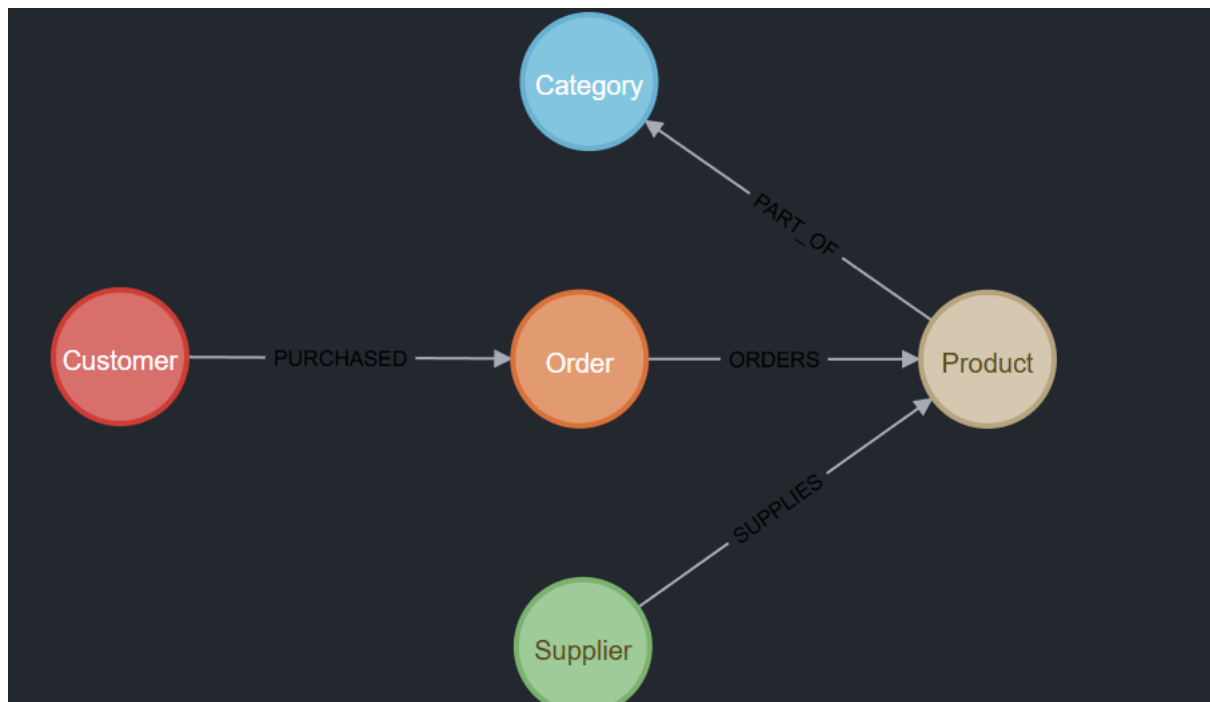 Category
PART_OF
Customer
PURCHASED
Order
ORDERS
Product
SUPPLIES
Supplier